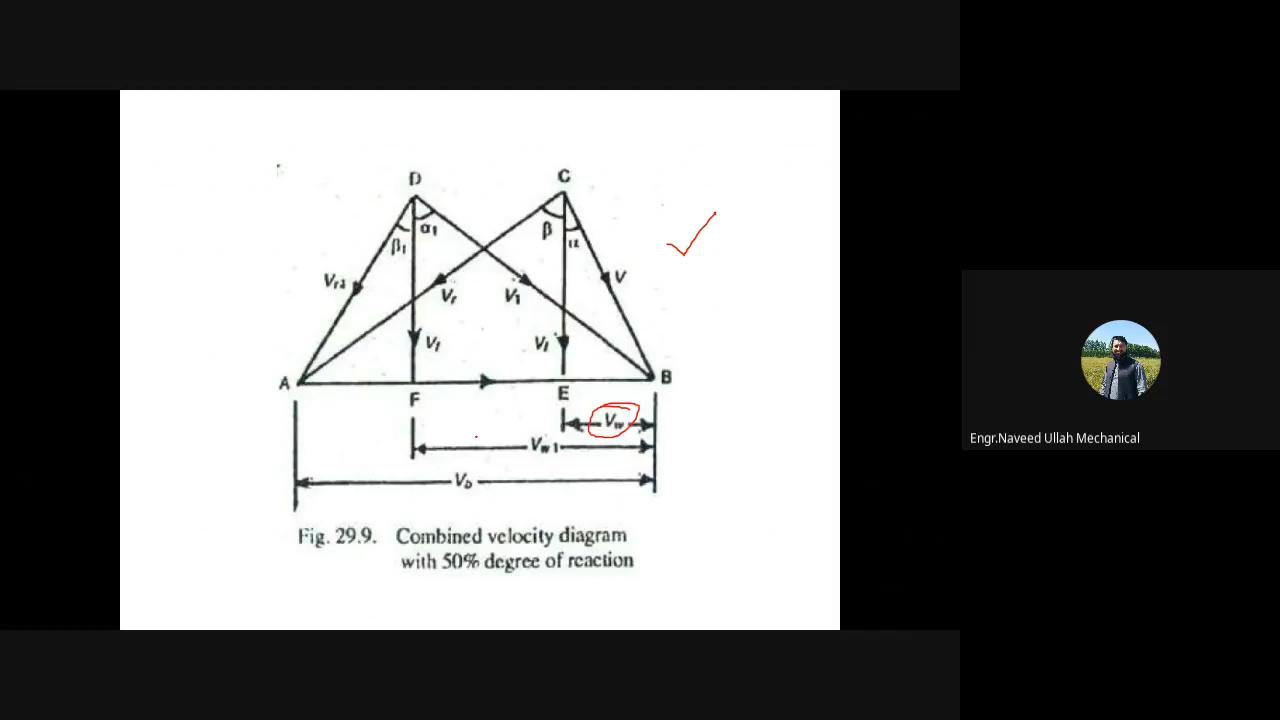 D
C
α1
β1
β
α
Vr1
Vr
V1
V
Vf
Vf
A
B
F
E
Vw
Vw1
Vb
Fig. 29.9. Combined velocity diagram
with 50% degree of reaction
Engr.Naveed Ullah Mechanical